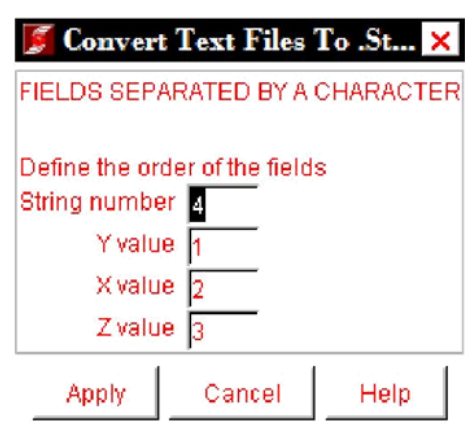 Convert Text Files To .St...
FIELDS SEPARATED BY A CHARACTER
Define the order of the fields
String number 4
Y value 1
X value 2
Z value 3
Apply Cancel Help